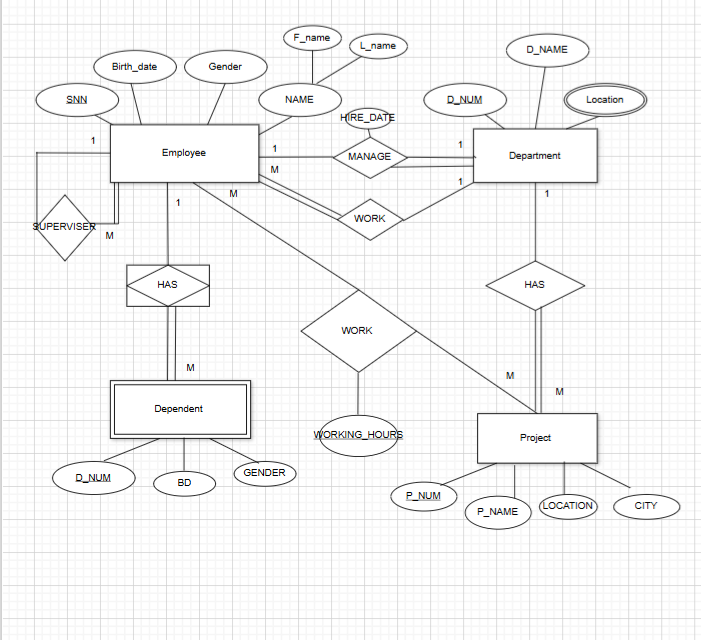 F_name
L_name
D_NAME
Birth_date
Gender
SNN
NAME
D_NUM
Location
HIRE_DATE
1
Employee
1
MANAGE
1
Department
M
1
M
1
1
SUPERVISER
M
WORK
HAS
HAS
WORK
M
M
M
Dependent
WORKING_HOURS
Project
D_NUM
BD
GENDER
P_NUM
P_NAME
LOCATION
CITY